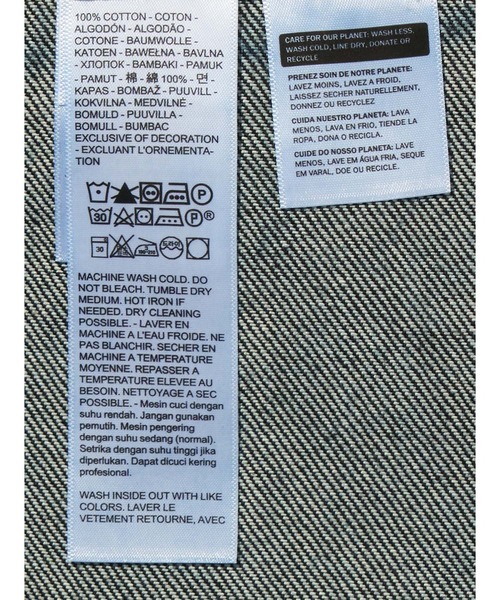 100% COTTON - COTON -
ALGODÓN - ALGODÃO -
COTONE - BAUMWOLLE -
KATOEN - BAWEŁNA - BAVLNA
- ХЛОПОК - BAMBAKI - PAMUK
- PAMUT - 棉 - 綿 100% - 면 -
KAPAS - BOMBAŽ - PUUVILL -
KOKVILNA - MEDVILNĖ -
BOMULD - PUUVILLA -
BOMULL - BUMBAC
EXCLUSIVE OF DECORATION
- EXCLUANT L'ORNEMENTA-
TION
P
30 P ®
30 드라이
MACHINE WASH COLD. DO
NOT BLEACH. TUMBLE DRY
MEDIUM. HOT IRON IF
NEEDED. DRY CLEANING
POSSIBLE. - LAVER EN
MACHINE A L'EAU FROIDE. NE
PAS BLANCHIR. SECHER EN
MACHINE A TEMPERATURE
MOYENNE. REPASSER A
TEMPERATURE ELEVEE AU
BESOIN. NETTOYAGE A SEC
POSSIBLE. - Mesin cuci dengan
suhu rendah. Jangan gunakan
pemutih. Mesin pengering
dengan suhu sedang (normal).
Setrika dengan suhu tinggi jika
diperlukan. Dapat dicuci kering
profesional.
WASH INSIDE OUT WITH LIKE
COLORS. LAVER LE
VETEMENT RETOURNE, AVEC
CARE FOR OUR PLANET: WASH LESS,
WASH COLD, LINE DRY, DONATE OR
RECYCLE
PRENEZ SOIN DE NOTRE PLANETE:
LAVEZ MOINS, LAVEZ A FROID,
LAISSEZ SECHER NATURELLEMENT,
DONNEZ OU RECYCLEZ
CUIDA NUESTRO PLANETA: LAVA
MENOS, LAVA EN FRIO, TIENDE LA
ROPA, DONA O RECICLA.
CUIDE DO NOSSO PLANETA: LAVE
MENOS, LAVE EM ÁGUA FRIA, SEQUE
EM VARAL, DOE OU RECICLE.